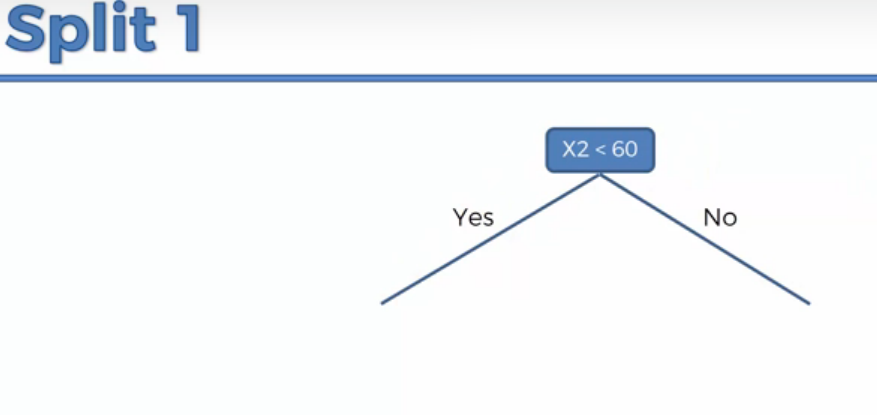 Split 1
X2 < 60
Yes
No